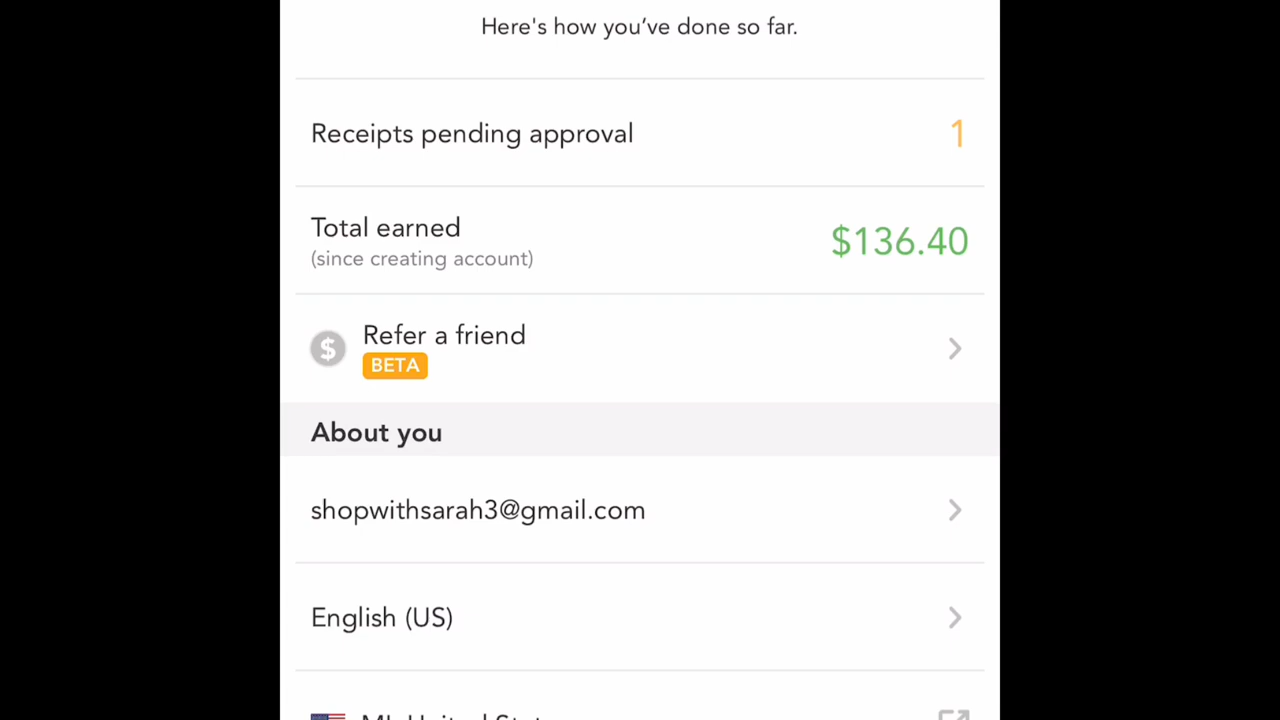 Here's how you’ve done so far.
Receipts pending approval
1
Total earned
$136.40
(since creating account)
$
Refer a friend
BETA
About you
shopwithsarah3@gmail.com
English (US)